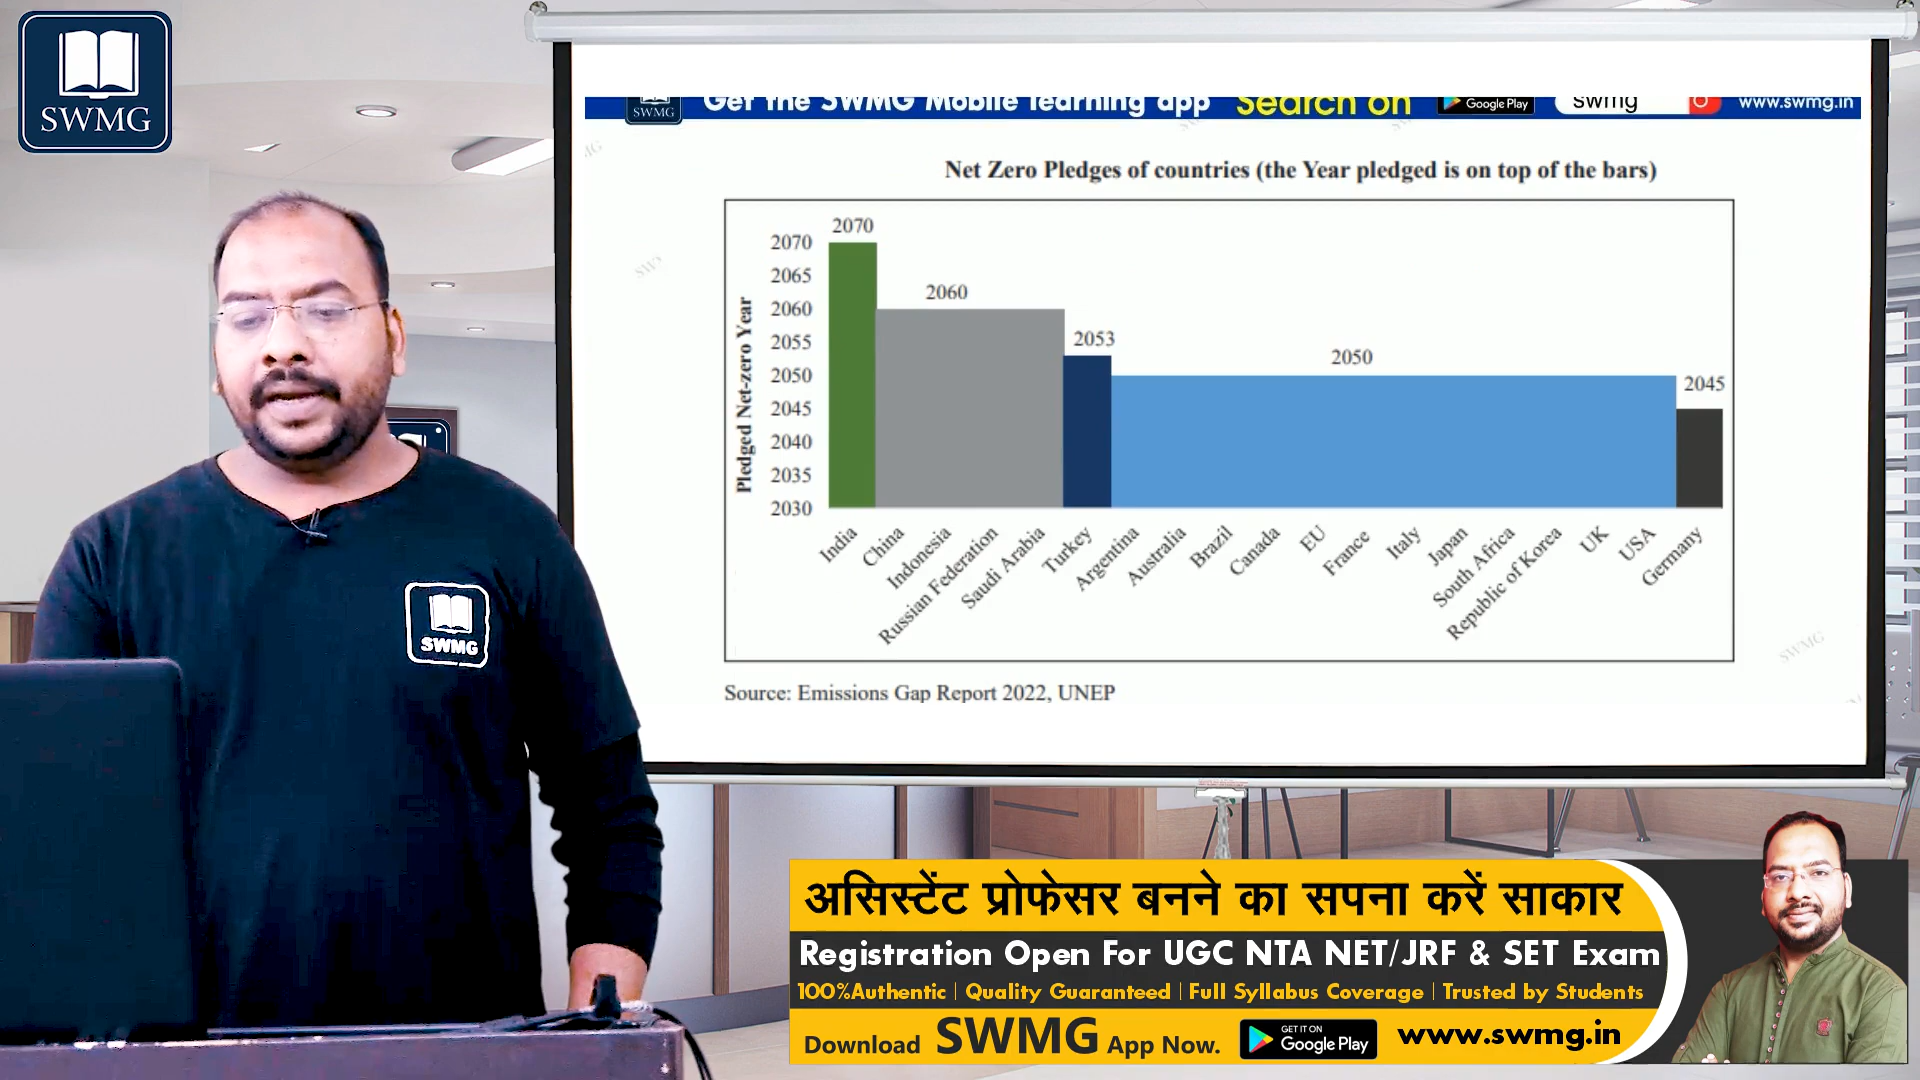 SWMG
SWMG Get the SWMG Mobile learning app Search on Google Play swmg www.swmg.in
Net Zero Pledges of countries (the Year pledged is on top of the bars)
Pledged Net-zero Year
2070
2065
2060
2055
2050
2045
2040
2035
2030
2070
2060
2053
2050
2045
India
China
Indonesia
Russian Federation
Saudi Arabia
Turkey
Argentina
Australia
Brazil
Canada
EU
France
Italy
Japan
South Africa
Republic of Korea
UK
USA
Germany
Source: Emissions Gap Report 2022, UNEP
SWMG
SWMG
असिस्टेंट प्रोफेसर बनने का सपना करें साकार
Registration Open For UGC NTA NET/JRF & SET Exam
100%Authentic | Quality Guaranteed | Full Syllabus Coverage | Trusted by Students
Download SWMG App Now. GET IT ON Google Play www.swmg.in